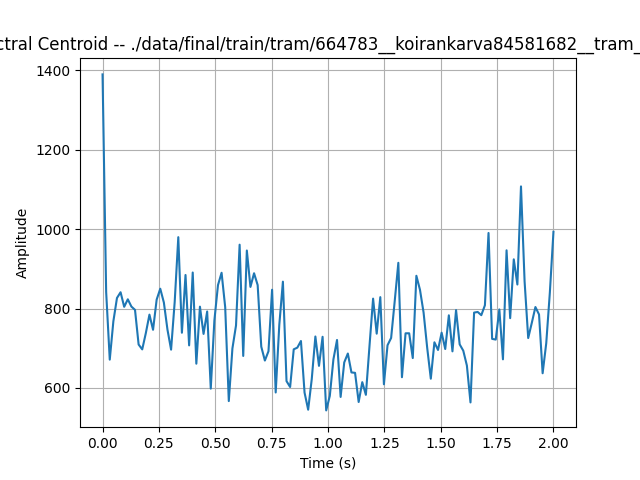 ctral Centroid -- ./data/final/train/tram/664783__koirankarva84581682__tram_
1400
1200
1000
800
600
Amplitude
0.00 0.25 0.50 0.75 1.00 1.25 1.50 1.75 2.00
Time (s)